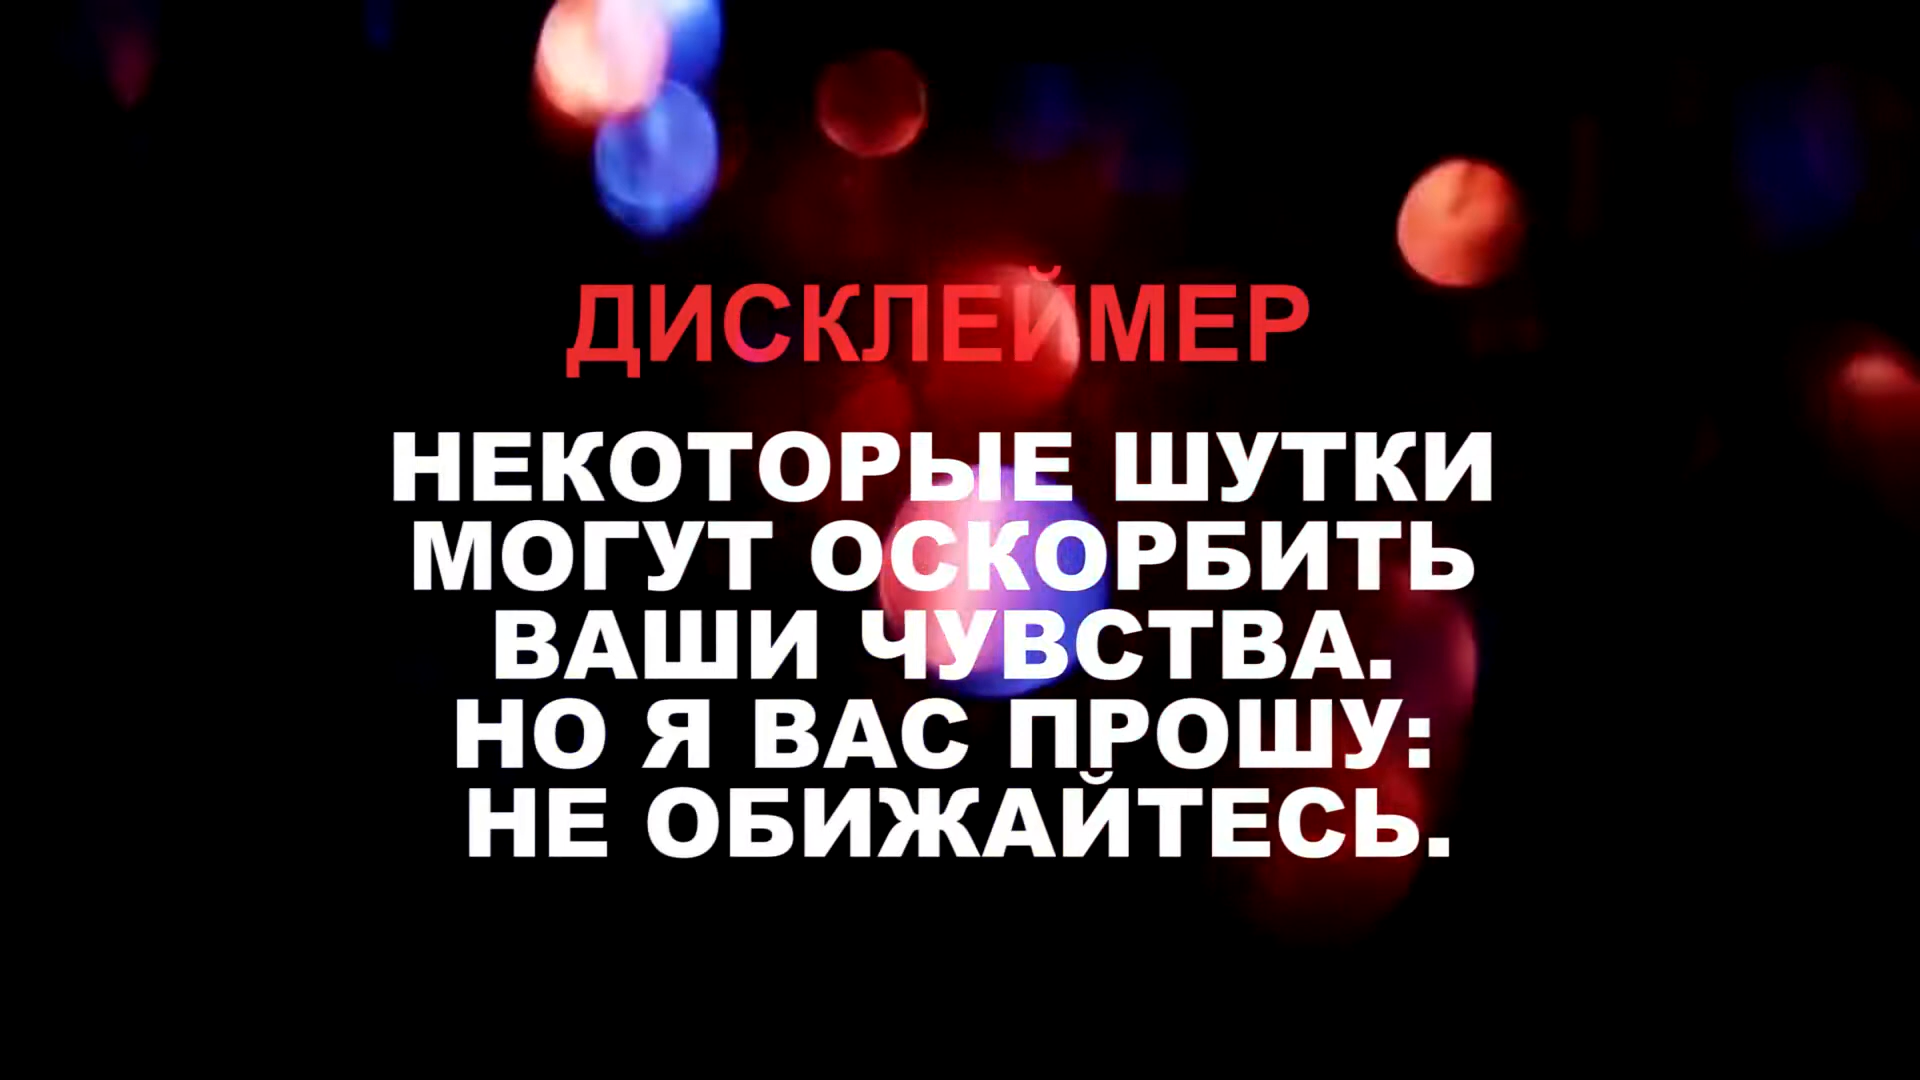 ДИСКЛЕЙМЕР
НЕКОТОРЫЕ ШУТКИ
МОГУТ ОСКОРБИТЬ
ВАШИ ЧУВСТВА.
НО Я ВАС ПРОШУ:
НЕ ОБИЖАЙТЕСЬ.